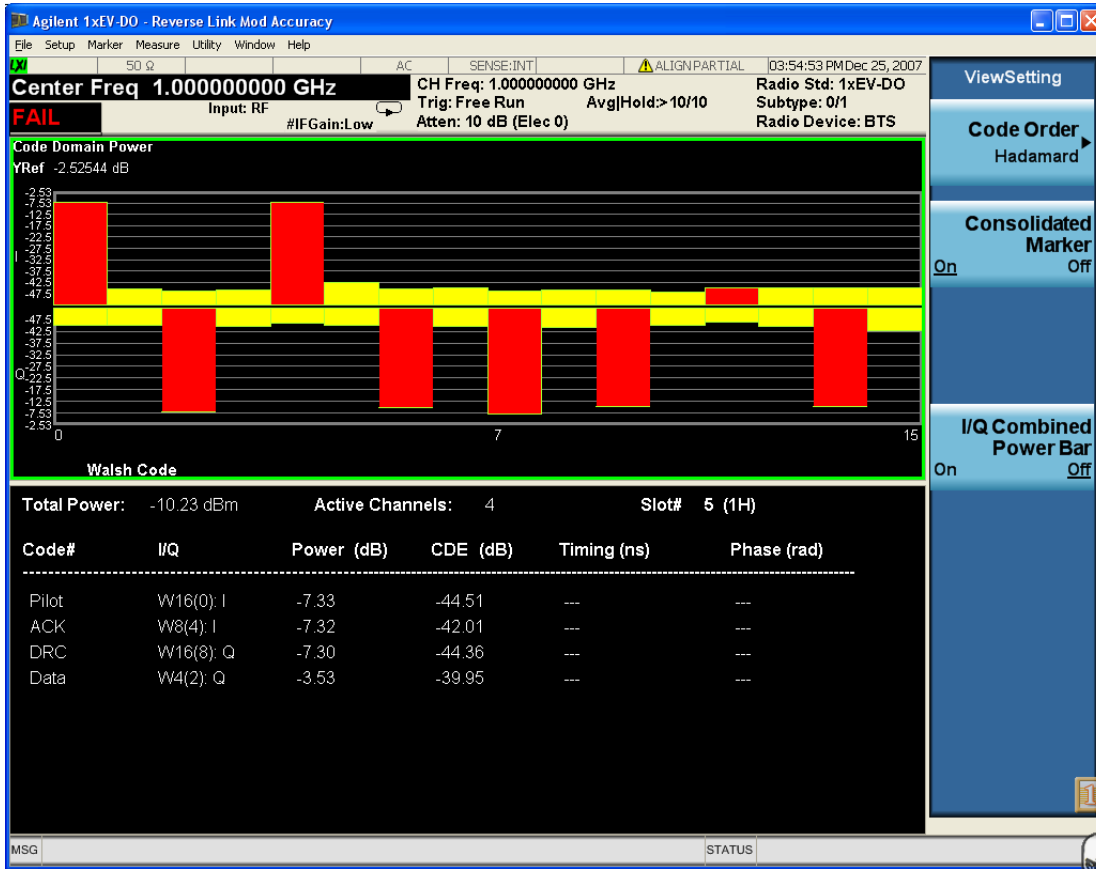 Agilent 1xEV-DO - Reverse Link Mod Accuracy
File Setup Marker Measure Utility Window Help
LXI 50 Ω AC SENSE:INT ALIGN PARTIAL 03:54:53 PM Dec 25, 2007
Center Freq 1.000000000 GHz
CH Freq: 1.000000000 GHz
Radio Std: 1xEV-DO
Input: RF
Trig: Free Run Avg|Hold:>10/10
Subtype: 0/1
FAIL
#IFGain:Low
Atten: 10 dB (Elec 0)
Radio Device: BTS
Code Domain Power
YRef -2.52544 dB
-2.53
-7.53
-12.5
-17.5
-22.5
-27.5
I
-32.5
-37.5
-42.5
-47.5
-47.5
-42.5
-37.5
-32.5
-27.5
Q
-22.5
-17.5
-12.5
-7.53
-2.53
0 7 15
Walsh Code
Total Power: -10.23 dBm Active Channels: 4 Slot# 5 (1H)
Code# I/Q Power (dB) CDE (dB) Timing (ns) Phase (rad)
Pilot W16(0): I -7.33 -44.51 --- ---
ACK W8(4): I -7.32 -42.01 --- ---
DRC W16(8): Q -7.30 -44.36 --- ---
Data W4(2): Q -3.53 -39.95 --- ---
MSG STATUS
ViewSetting
Code Order
Hadamard
Consolidated
Marker
On Off
I/Q Combined
Power Bar
On Off
1